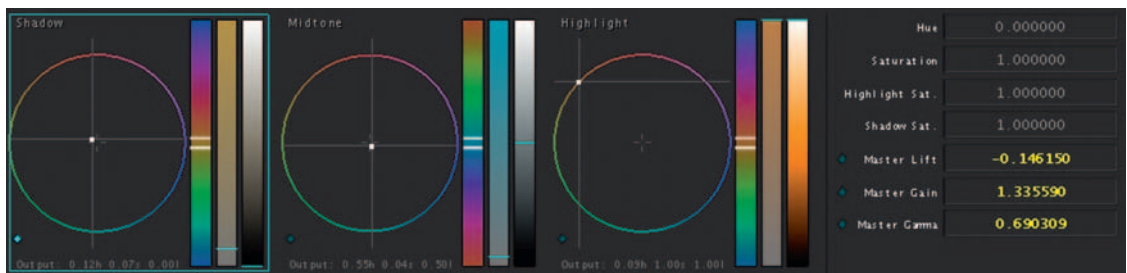 Shadow
Midtone
Highlight
Output: 0.12h 0.07s 0.00l
Output: 0.55h 0.04s 0.50l
Output: 0.09h 1.00s 1.00l
Hue 0.000000
Saturation 1.000000
Highlight Sat. 1.000000
Shadow Sat. 1.000000
Master Lift -0.146150
Master Gain 1.335590
Master Gamma 0.690309